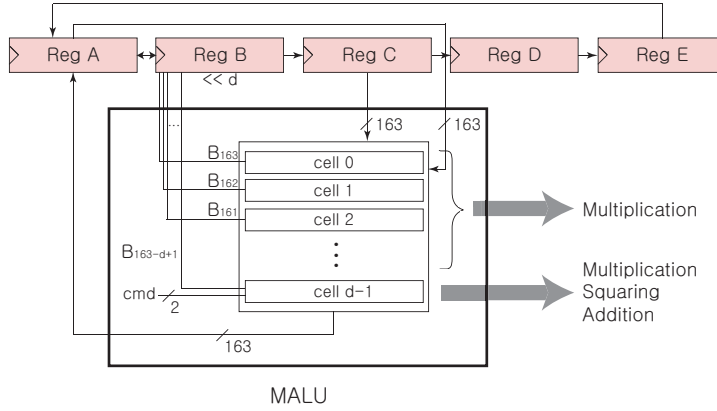 Reg A Reg B Reg C Reg D Reg E
<< d
....
163 163
B163 cell 0
B162 cell 1
B161 cell 2
Multiplication
B163-d+1
cmd 2 cell d-1
Multiplication
Squaring
Addition
163
MALU